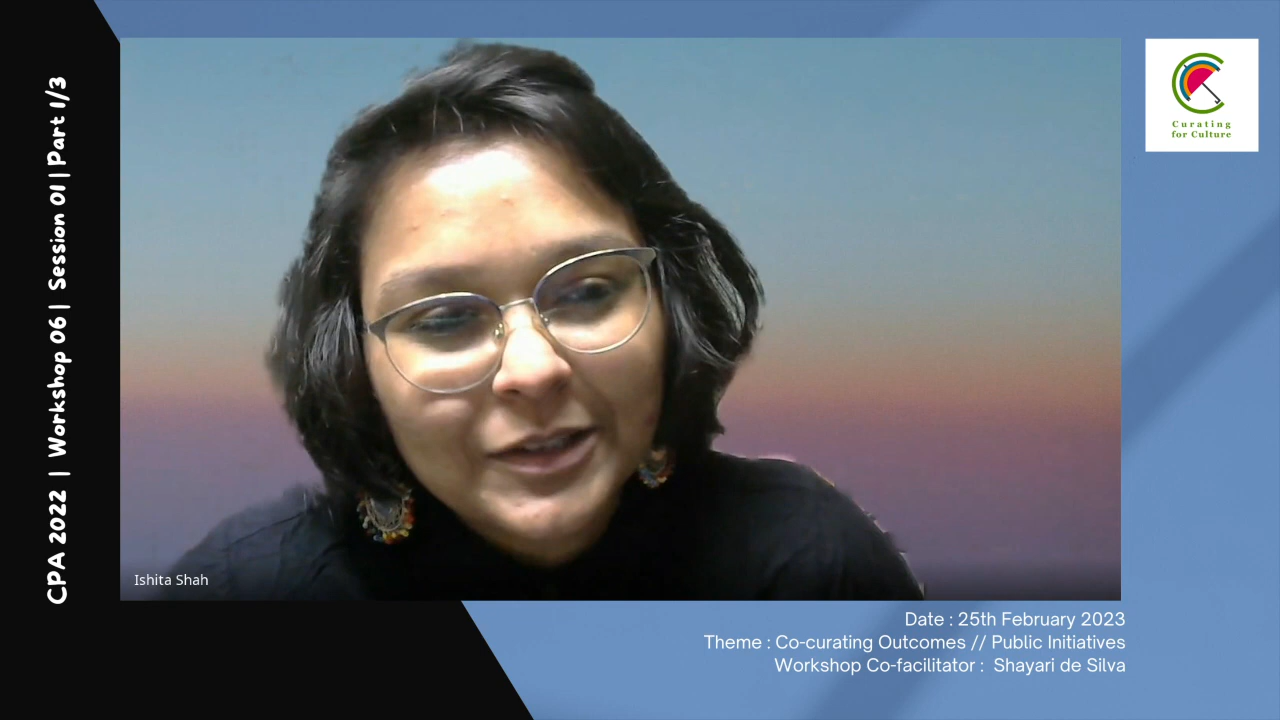 CPA 2022 | Workshop 06 | Session 01 | Part 1/3
Curating
for Culture
Ishita Shah
Date : 25th February 2023
Theme : Co-curating Outcomes // Public Initiatives
Workshop Co-facilitator : Shayari de Silva